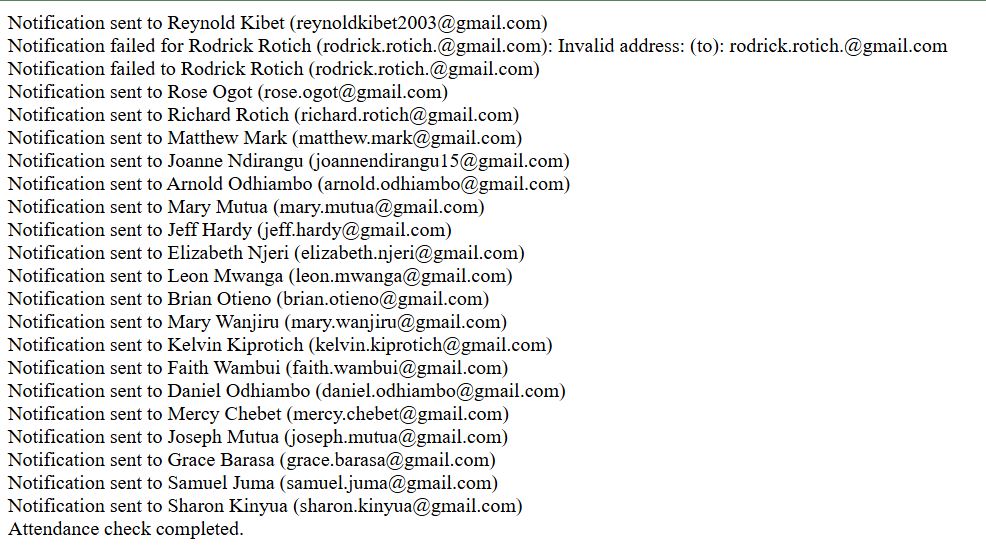 Notification sent to Reynold Kibet (reynoldkibet2003@gmail.com)
Notification failed for Rodrick Rotich (rodrick.rotich.@gmail.com): Invalid address: (to): rodrick.rotich.@gmail.com
Notification failed to Rodrick Rotich (rodrick.rotich.@gmail.com)
Notification sent to Rose Ogot (rose.ogot@gmail.com)
Notification sent to Richard Rotich (richard.rotich@gmail.com)
Notification sent to Matthew Mark (matthew.mark@gmail.com)
Notification sent to Joanne Ndirangu (joannendirangu15@gmail.com)
Notification sent to Arnold Odhiambo (arnold.odhiambo@gmail.com)
Notification sent to Mary Mutua (mary.mutua@gmail.com)
Notification sent to Jeff Hardy (jeff.hardy@gmail.com)
Notification sent to Elizabeth Njeri (elizabeth.njeri@gmail.com)
Notification sent to Leon Mwanga (leon.mwanga@gmail.com)
Notification sent to Brian Otieno (brian.otieno@gmail.com)
Notification sent to Mary Wanjiru (mary.wanjiru@gmail.com)
Notification sent to Kelvin Kiprotich (kelvin.kiprotich@gmail.com)
Notification sent to Faith Wambui (faith.wambui@gmail.com)
Notification sent to Daniel Odhiambo (daniel.odhiambo@gmail.com)
Notification sent to Mercy Chebet (mercy.chebet@gmail.com)
Notification sent to Joseph Mutua (joseph.mutua@gmail.com)
Notification sent to Grace Barasa (grace.barasa@gmail.com)
Notification sent to Samuel Juma (samuel.juma@gmail.com)
Notification sent to Sharon Kinyua (sharon.kinyua@gmail.com)
Attendance check completed.